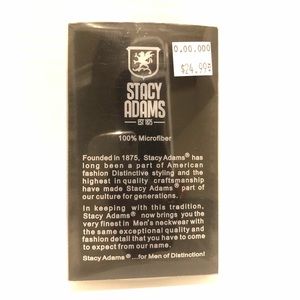 0.00.000
$24.99
STACY
ADAMS
EST. 1875
100% Microfiber
Founded in 1875, Stacy Adams® has
long been a part of American
fashion Distinctive styling and the
highest in quality craftsmanship
have made Stacy Adams® part of
our culture for generations.
In keeping with this tradition,
Stacy Adams® now brings you the
very finest in Men's neckwear with
the same exceptional quality and
fashion detail that you have to come
to expect from our name.
Stacy Adams® ...for Men of Distinction!